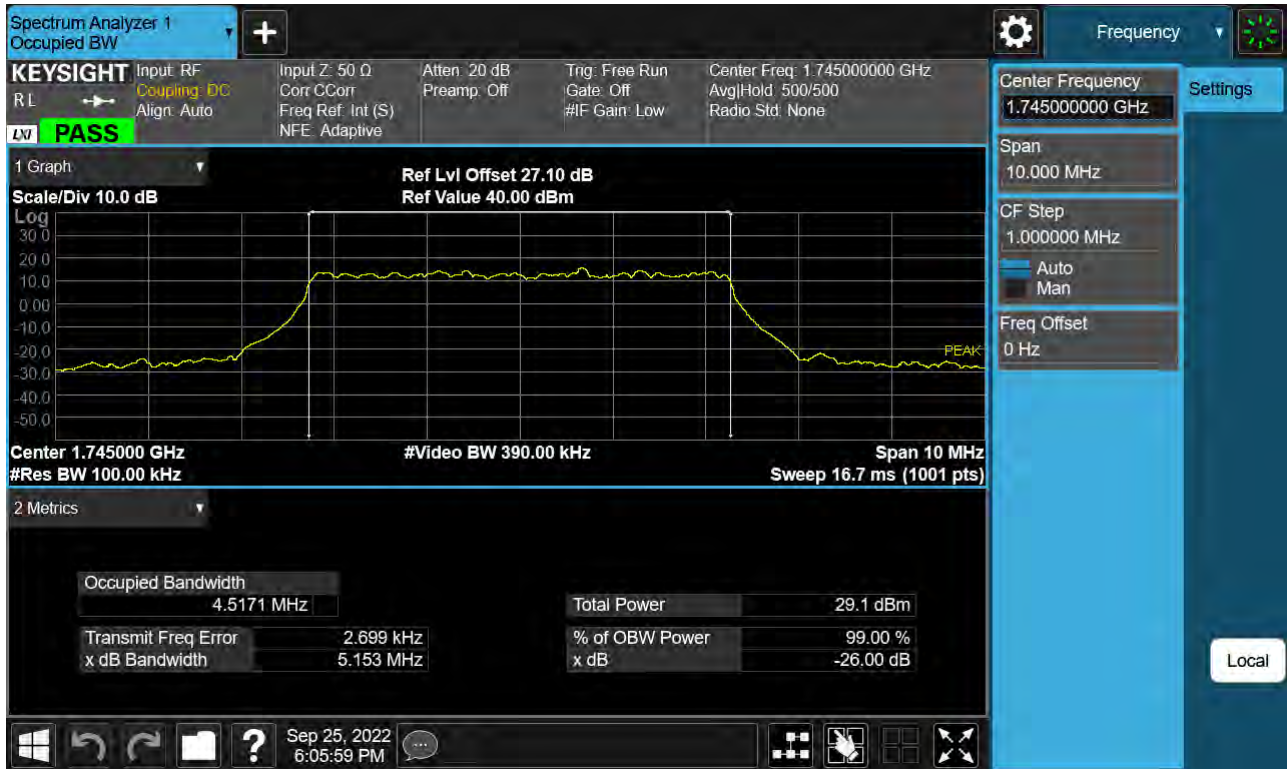 Spectrum Analyzer 1
Occupied BW
+
Frequency
KEYSIGHT
RL
LXI
PASS
Input: RF
Coupling: DC
Align: Auto
Input Z: 50 Ω
Corr CCorr
Freq Ref: Int (S)
NFE: Adaptive
Atten: 20 dB
Preamp: Off
Trig: Free Run
Gate: Off
#IF Gain: Low
Center Freq: 1.745000000 GHz
Avg|Hold: 500/500
Radio Std: None
Center Frequency
1.745000000 GHz
Settings
Span
10.000 MHz
CF Step
1.000000 MHz
Auto
Man
Freq Offset
0 Hz
Local
1 Graph
Scale/Div 10.0 dB
Ref Lvl Offset 27.10 dB
Ref Value 40.00 dBm
Log
30.0
20.0
10.0
0.00
-10.0
-20.0
-30.0
-40.0
-50.0
PEAK
Center 1.745000 GHz
#Video BW 390.00 kHz
Span 10 MHz
#Res BW 100.00 kHz
Sweep 16.7 ms (1001 pts)
2 Metrics
Occupied Bandwidth
4.5171 MHz
Total Power 29.1 dBm
Transmit Freq Error 2.699 kHz
% of OBW Power 99.00 %
x dB Bandwidth 5.153 MHz
x dB -26.00 dB
?
Sep 25, 2022
6:05:59 PM